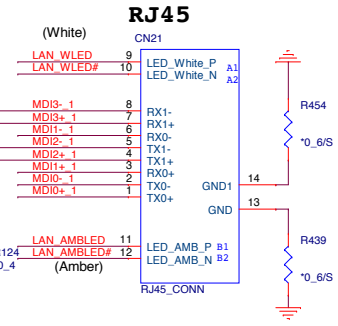 RJ45
(White)
CN21
LAN_WLED 9 LED_White_P A1
LAN_WLED# 10 LED_White_N A2
MDI3-_1 8 RX1-
MDI3+_1 7 RX1+
MDI1-_1 6 RX0-
MDI2-_1 5 TX1-
MDI2+_1 4 TX1+
MDI1+_1 3 RX0+
MDI0-_1 2 TX0-
MDI0+_1 1 TX0+
R454
*0_6/S
GND1 14
GND 13
LAN_AMBLED 11 LED_AMB_P B1
124 LAN_AMBLED# 12 LED_AMB_N B2
0_4 (Amber)
R439
*0_6/S
RJ45_CONN